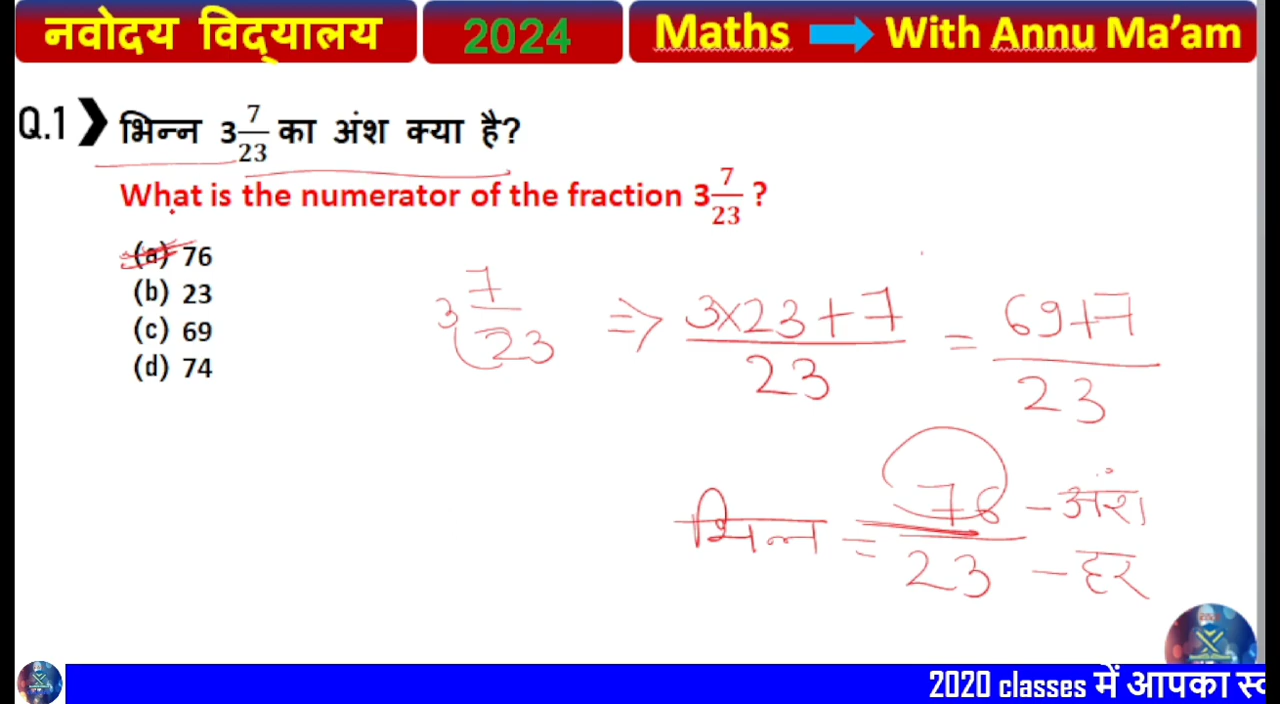 नवोदय विद्यालय 2024 Maths With Annu Ma'am
Q.1 भिन्न 3 7/23 का अंश क्या है?
What is the numerator of the fraction 3 7/23 ?
(a) 76
(b) 23
(c) 69
(d) 74
3 7/23 => 3×23+7/23 = 69+7/23
भिन्न = 76/23 - अंश - हर
2020 classes में आपका स्व